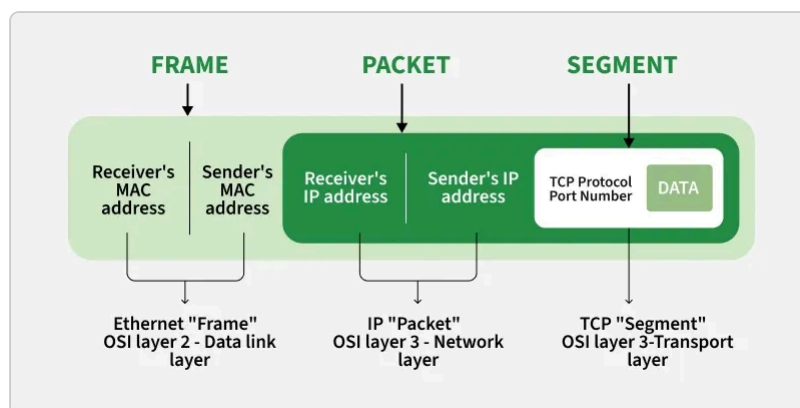 FRAME
PACKET
SEGMENT
Receiver's
MAC
address
Sender's
MAC
address
Receiver's
IP address
Sender's IP
address
TCP Protocol
Port Number
DATA
Ethernet "Frame"
OSI layer 2 - Data link
layer
IP "Packet"
OSI layer 3 - Network
layer
TCP "Segment"
OSI layer 3-Transport
layer